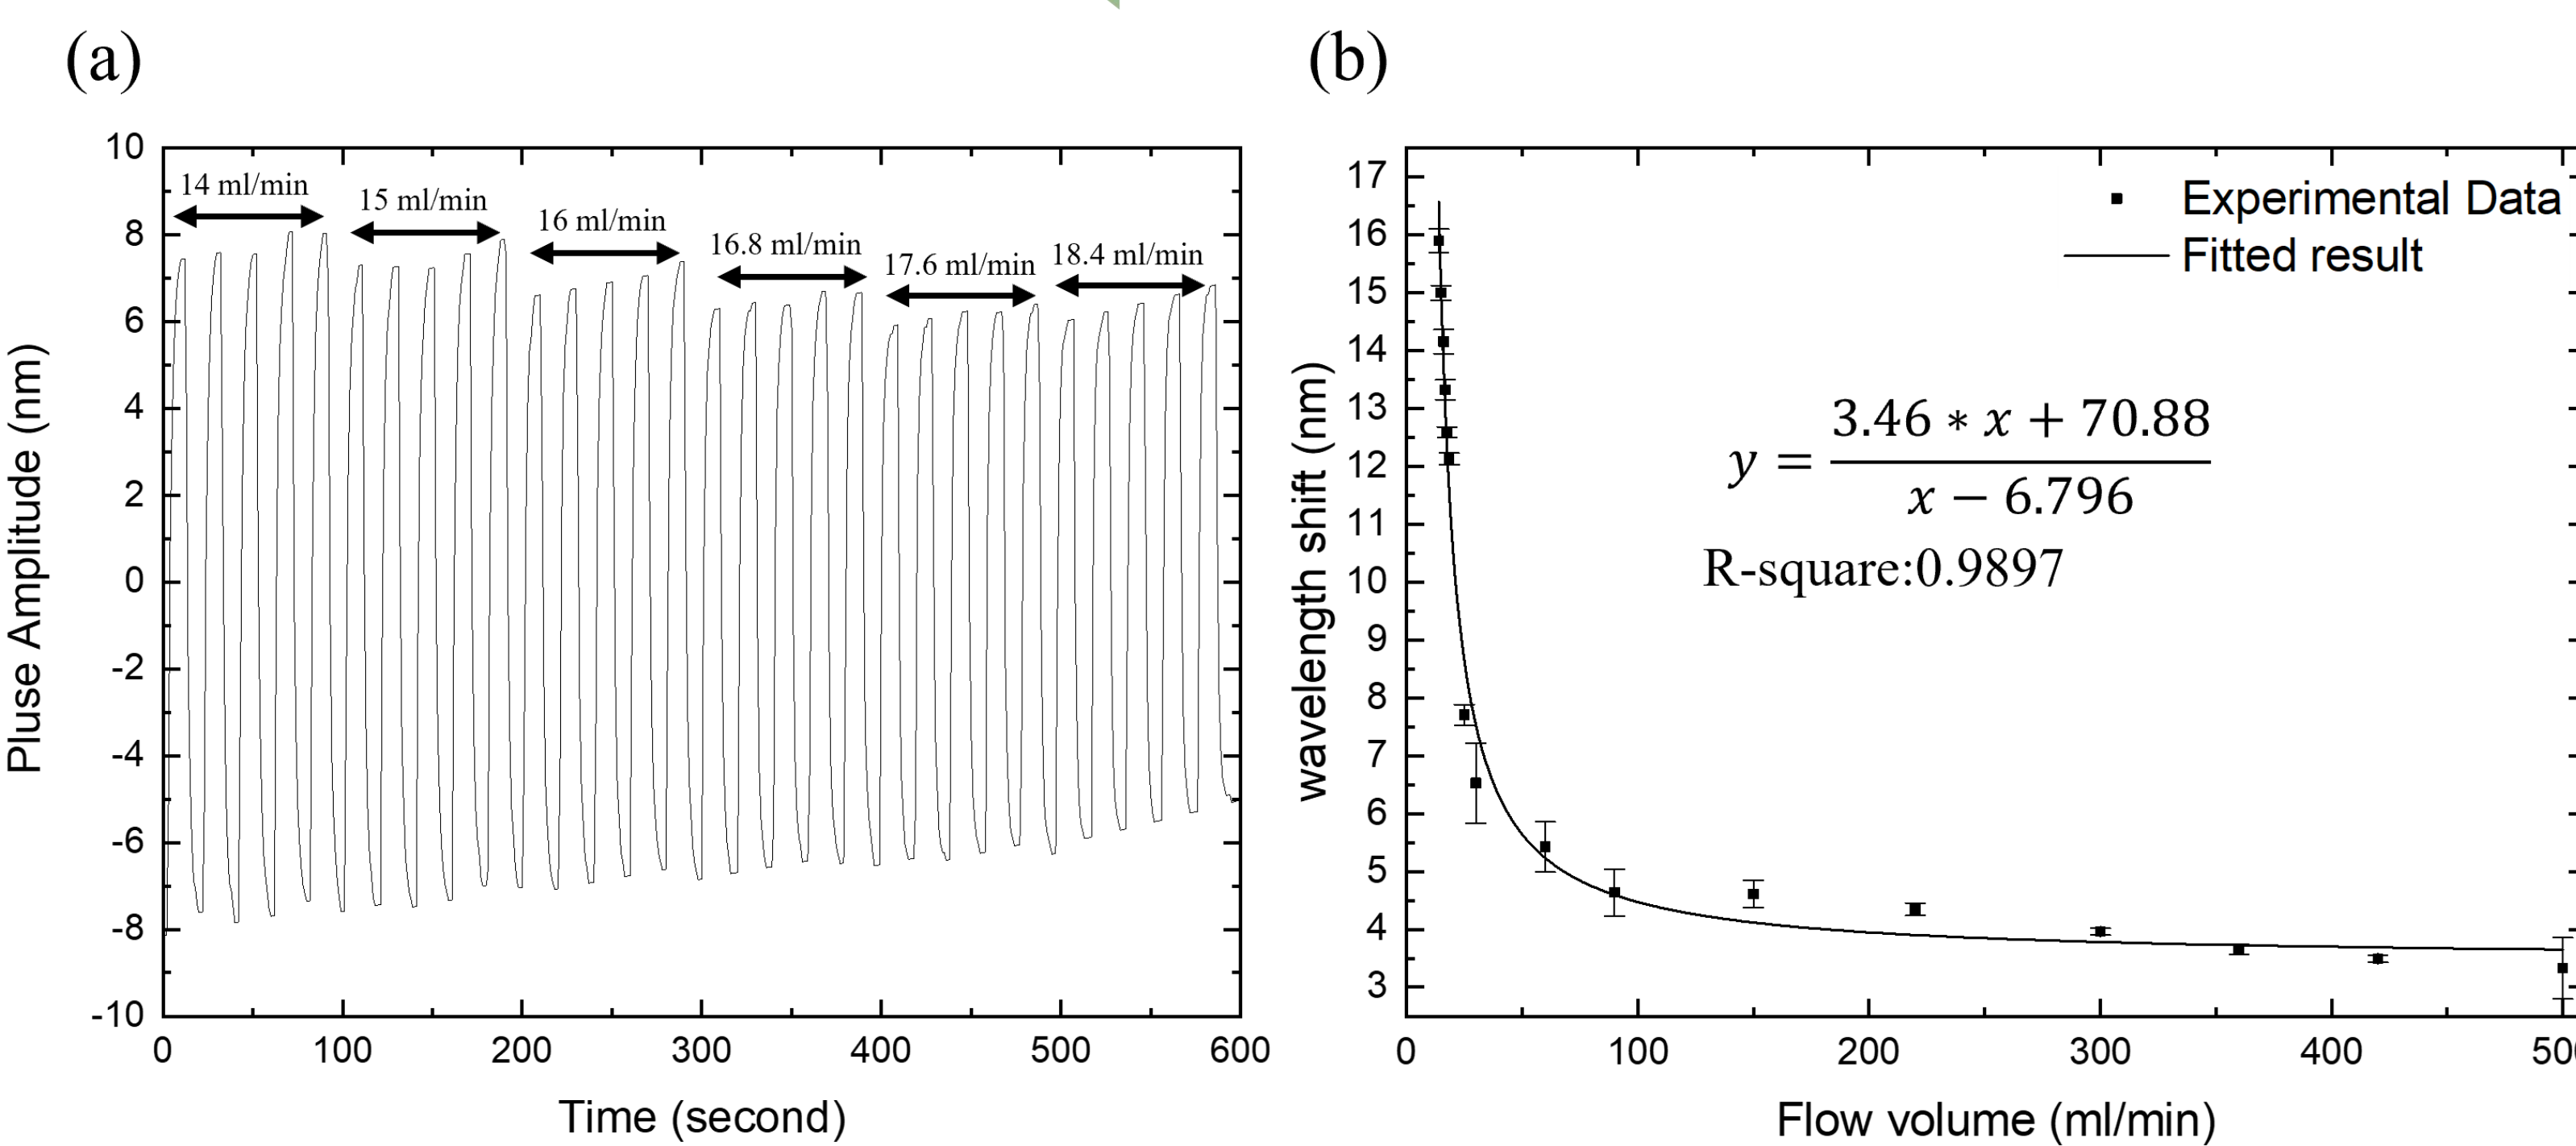 (a)
10
8
6
4
2
0
-2
-4
-6
-8
-10
Pluse Amplitude (nm)
14 ml/min
15 ml/min
16 ml/min
16.8 ml/min
17.6 ml/min
18.4 ml/min
0 100 200 300 400 500 600
Time (second)
(b)
17
16
15
14
13
12
11
10
9
8
7
6
5
4
3
wavelength shift (nm)
Experimental Data
Fitted result
y = (3.46 * x + 70.88) / (x − 6.796)
R-square:0.9897
0 100 200 300 400
Flow volume (ml/min)